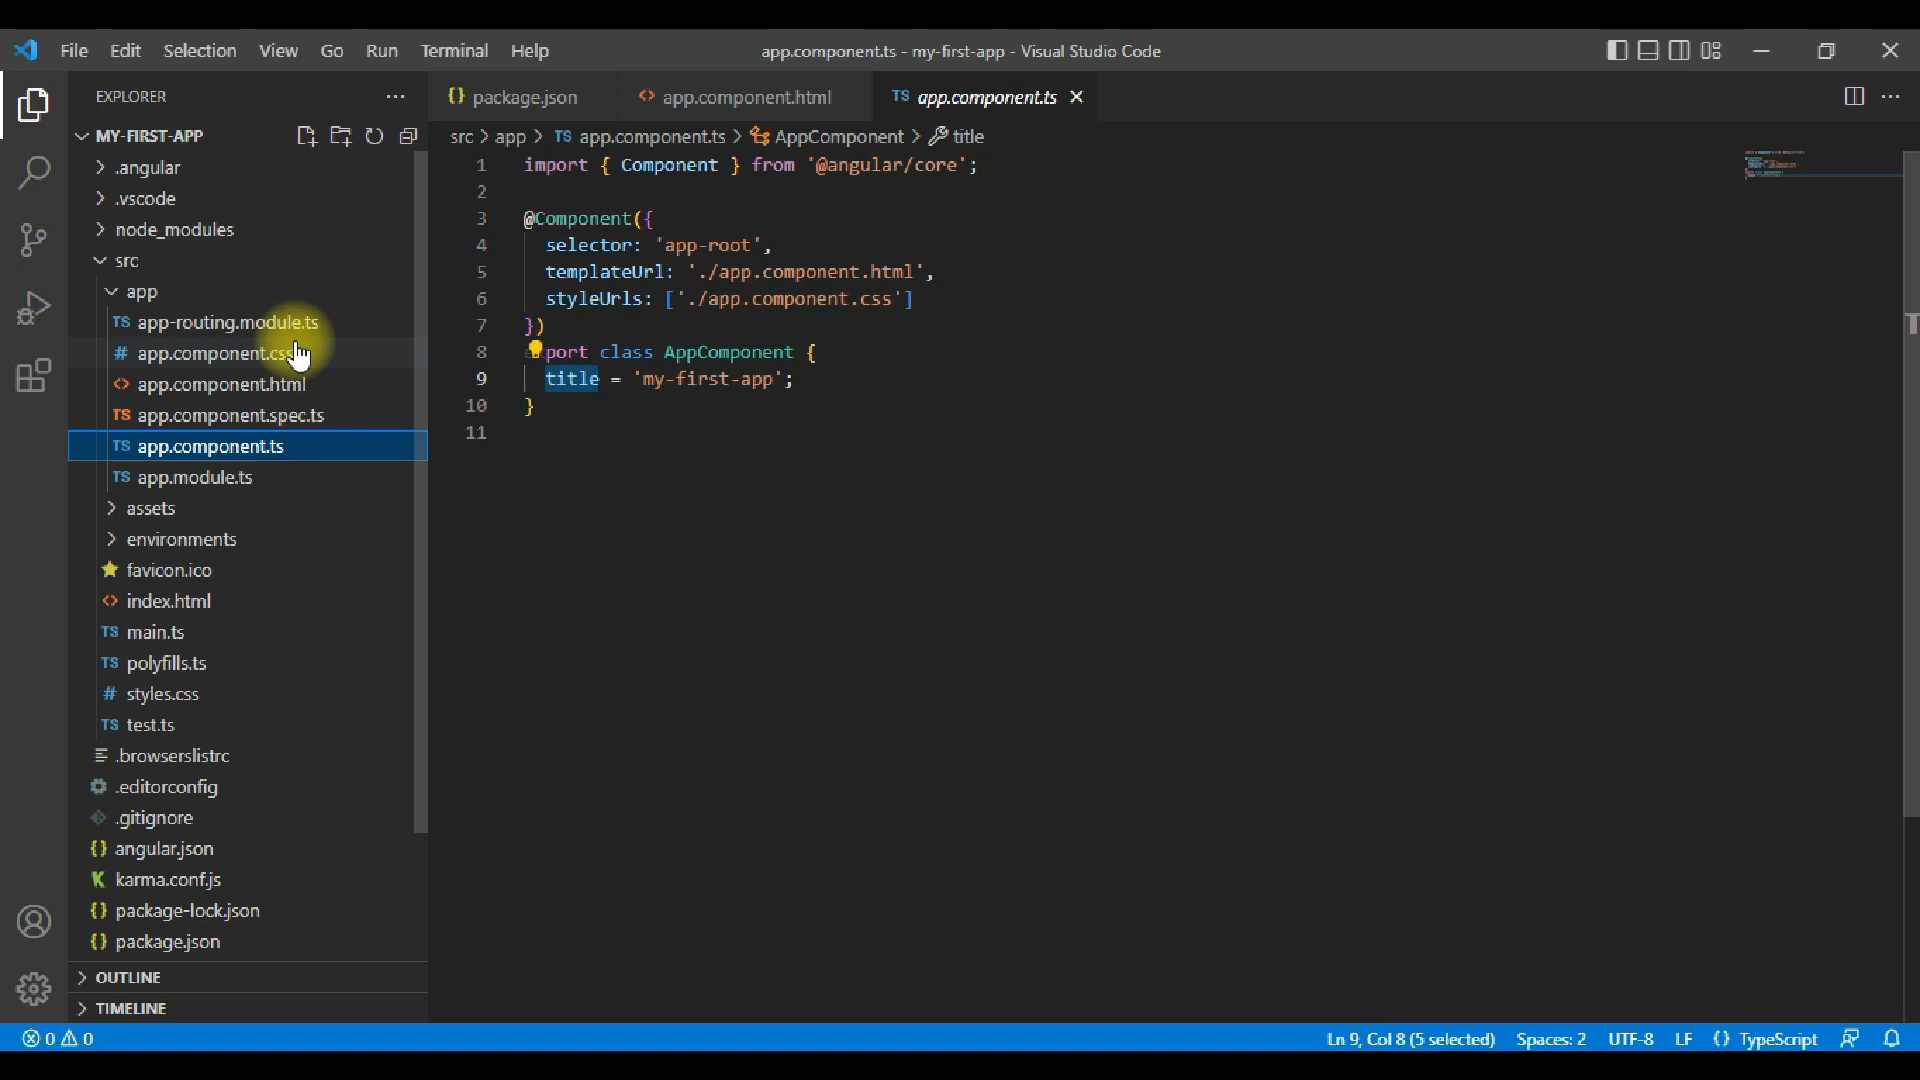 File Edit Selection View Go Run Terminal Help
app.component.ts - my-first-app - Visual Studio Code
EXPLORER
MY-FIRST-APP
.angular
.vscode
node_modules
src
app
TS app-routing.module.ts
# app.component.css
<> app.component.html
TS app.component.spec.ts
TS app.component.ts
TS app.module.ts
assets
environments
favicon.ico
<> index.html
TS main.ts
TS polyfills.ts
# styles.css
TS test.ts
.browserslistrc
.editorconfig
.gitignore
{} angular.json
K karma.conf.js
{} package-lock.json
{} package.json
OUTLINE
TIMELINE
{} package.json
<> app.component.html
TS app.component.ts
src > app > TS app.component.ts > AppComponent > title
1 import { Component } from '@angular/core';
2
3 @Component({
4 selector: 'app-root',
5 templateUrl: './app.component.html',
6 styleUrls: ['./app.component.css']
7 })
8 export class AppComponent {
9 title = 'my-first-app';
10 }
11
0 0
Ln 9, Col 8 (5 selected) Spaces: 2 UTF-8 LF {} TypeScript